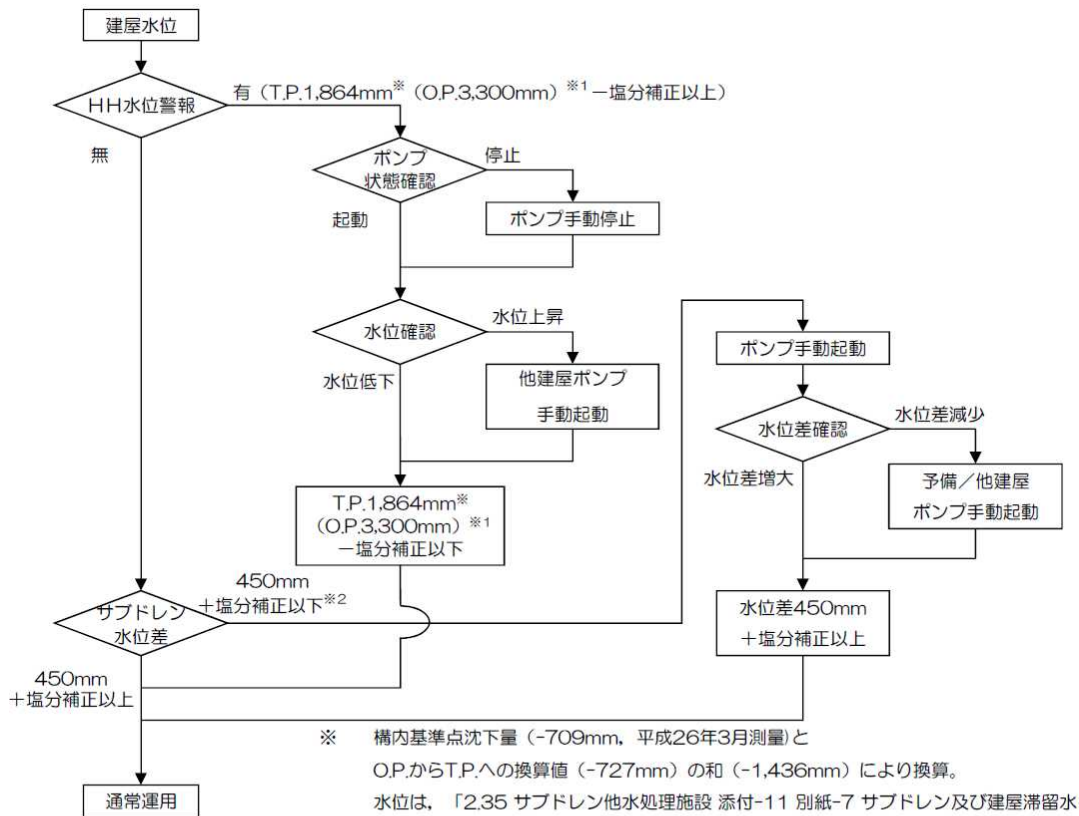 建屋水位
HH水位警報
有（T.P.1,864mm※（O.P.3,300mm）※1－塩分補正以上）
無
ポンプ
状態確認
停止
ポンプ手動停止
起動
水位確認
水位上昇
他建屋ポンプ
手動起動
水位低下
T.P.1,864mm※
（O.P.3,300mm）※1
－塩分補正以下
ポンプ手動起動
水位差確認
水位差減少
予備／他建屋
ポンプ手動起動
水位差増大
水位差450mm
＋塩分補正以上
サブドレン
水位差
450mm
＋塩分補正以下※2
450mm
＋塩分補正以上
通常運用
※ 構内基準点沈下量（-709mm，平成26年3月測量)と
O.P.からT.P.への換算値（-727mm）の和（-1,436mm）により換算。
水位は，「2.35 サブドレン他水処理施設 添付-11 別紙-7 サブドレン及び建屋滞留水